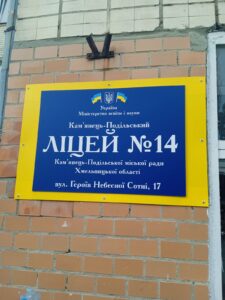 Україна
Міністерство освіти і науки
Кам'янець-Подільський
ЛІЦЕЙ №14
Кам'янець-Подільської міської ради
Хмельницької області
вул. Героїв Небесної Сотні, 17